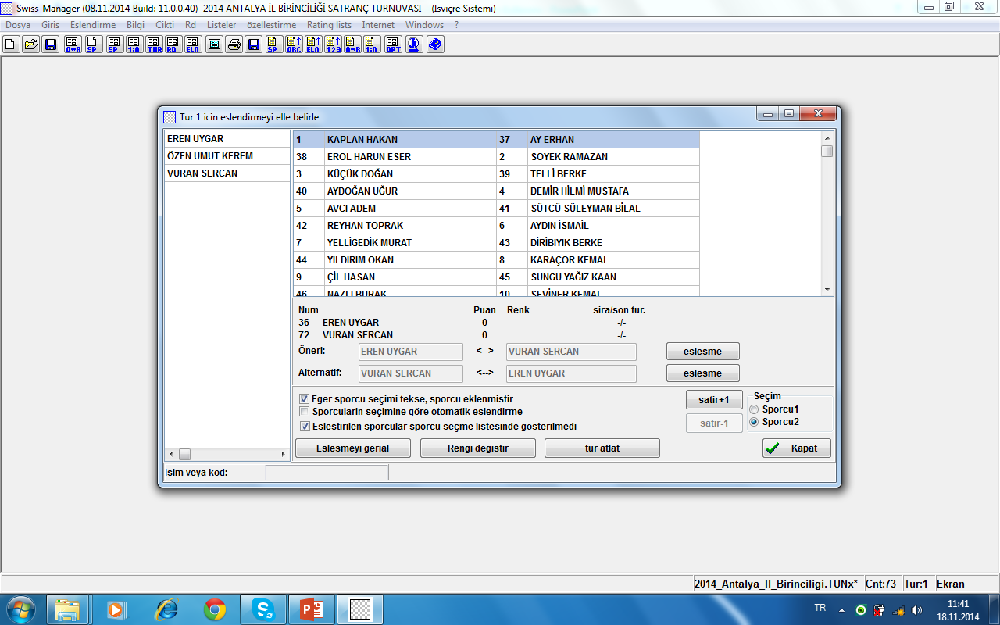 Swiss-Manager (08.11.2014 Build: 11.0.0.40) 2014 ANTALYA İL BİRİNCİLİĞİ SATRANÇ TURNUVASI (Isviçre Sistemi)
Dosya Giris Eslendirme Bilgi Cikti Rd Listeler özellestirme Rating lists Internet Windows ?
A↔B SP SP 1:0 TUR RD ELO SP ABC ELO 1.2.3 A↔B 1:0 OPT
Tur 1 icin eslendirmeyi elle belirle
EREN UYGAR
ÖZEN UMUT KEREM
VURAN SERCAN
1 KAPLAN HAKAN 37 AY ERHAN
38 EROL HARUN ESER 2 SÖYEK RAMAZAN
3 KÜÇÜK DOĞAN 39 TELLİ BERKE
40 AYDOĞAN UĞUR 4 DEMİR HİLMİ MUSTAFA
5 AVCI ADEM 41 SÜTCÜ SÜLEYMAN BİLAL
42 REYHAN TOPRAK 6 AYDIN İSMAİL
7 YELLİGEDİK MURAT 43 DİRİBIYIK BERKE
44 YILDIRIM OKAN 8 KARAÇOR KEMAL
9 ÇİL HASAN 45 SUNGU YAĞIZ KAAN
46 NAZLI BURAK 10 SEVİNER KEMAL
Num Puan Renk sira/son tur.
36 EREN UYGAR 0 -/-
72 VURAN SERCAN 0 -/-
Öneri: EREN UYGAR <--> VURAN SERCAN eslesme
Alternatif: VURAN SERCAN <--> EREN UYGAR eslesme
Eger sporcu seçimi tekse, sporcu eklenmistir
Sporcularin seçimine göre otomatik eslendirme
Eslestirilen sporcular sporcu seçme listesinde gösterilmedi
satir+1
satir-1
Seçim
Sporcu1
Sporcu2
Eslesmeyi gerial Rengi degistir tur atlat Kapat
isim veya kod:
2014_Antalya_Il_Birinciligi.TUNx* Cnt:73 Tur:1 Ekran
TR 11:41
18.11.2014